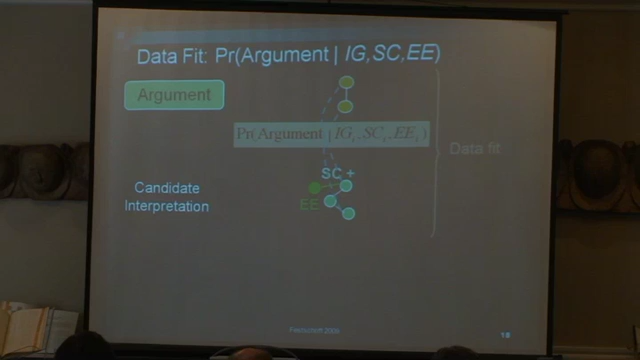 Data Fit: Pr(Argument | IG,SC,EE)
Argument
Pr(Argument | IG , SC , EE )
Data fit
SC +
Candidate
Interpretation
EE
18